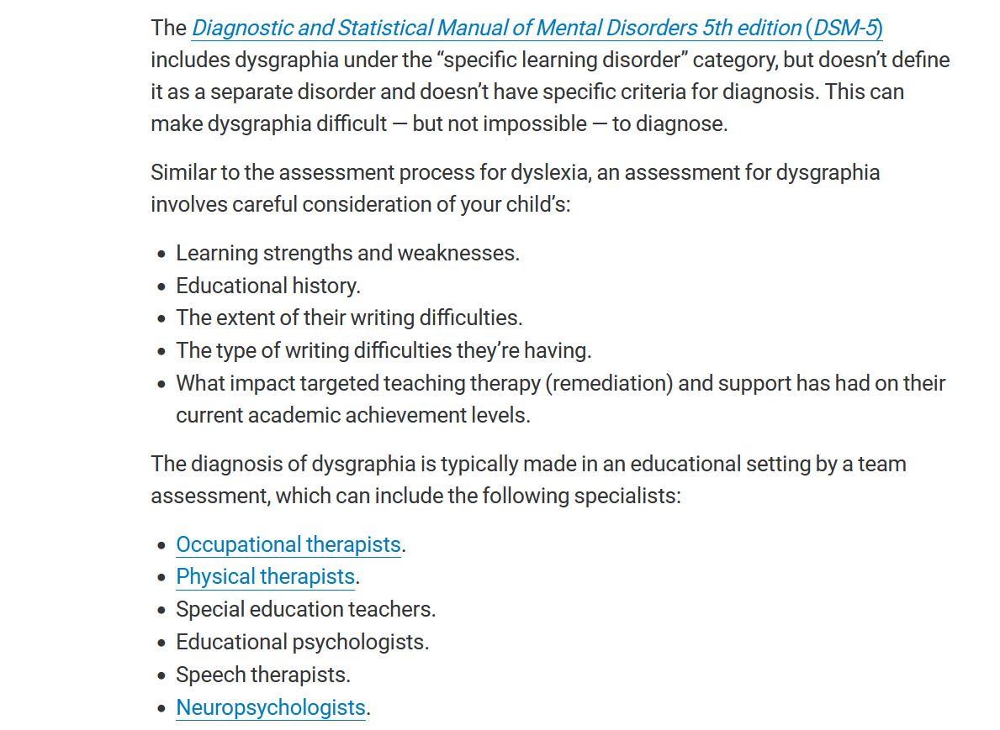 The Diagnostic and Statistical Manual of Mental Disorders 5th edition (DSM-5)
includes dysgraphia under the “specific learning disorder” category, but doesn’t define
it as a separate disorder and doesn’t have specific criteria for diagnosis. This can
make dysgraphia difficult — but not impossible — to diagnose.
Similar to the assessment process for dyslexia, an assessment for dysgraphia
involves careful consideration of your child’s:
• Learning strengths and weaknesses.
• Educational history.
• The extent of their writing difficulties.
• The type of writing difficulties they’re having.
• What impact targeted teaching therapy (remediation) and support has had on their
current academic achievement levels.
The diagnosis of dysgraphia is typically made in an educational setting by a team
assessment, which can include the following specialists:
• Occupational therapists.
• Physical therapists.
• Special education teachers.
• Educational psychologists.
• Speech therapists.
• Neuropsychologists.